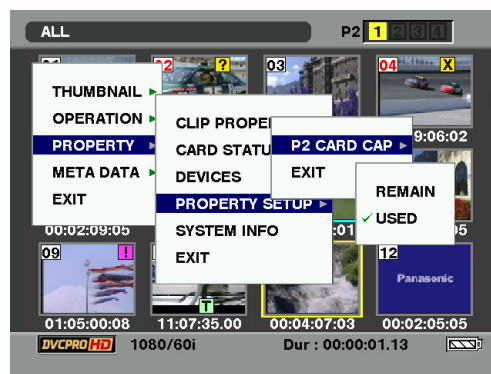 ALL P2 1 2 3 4
02 ? 03 04 X
THUMBNAIL
OPERATION
PROPERTY
META DATA
EXIT
CLIP PROPE
CARD STATU
DEVICES
PROPERTY SETUP
SYSTEM INFO
EXIT
P2 CARD CAP
EXIT
REMAIN
✓ USED
9:06:02
00:02:09:05 :01 05
09 ! 12
T Panasonic
01:05:00:08 11:07:35.00 00:04:07:03 00:02:05:05
DVCPRO HD 1080/60i Dur : 00:00:01.13